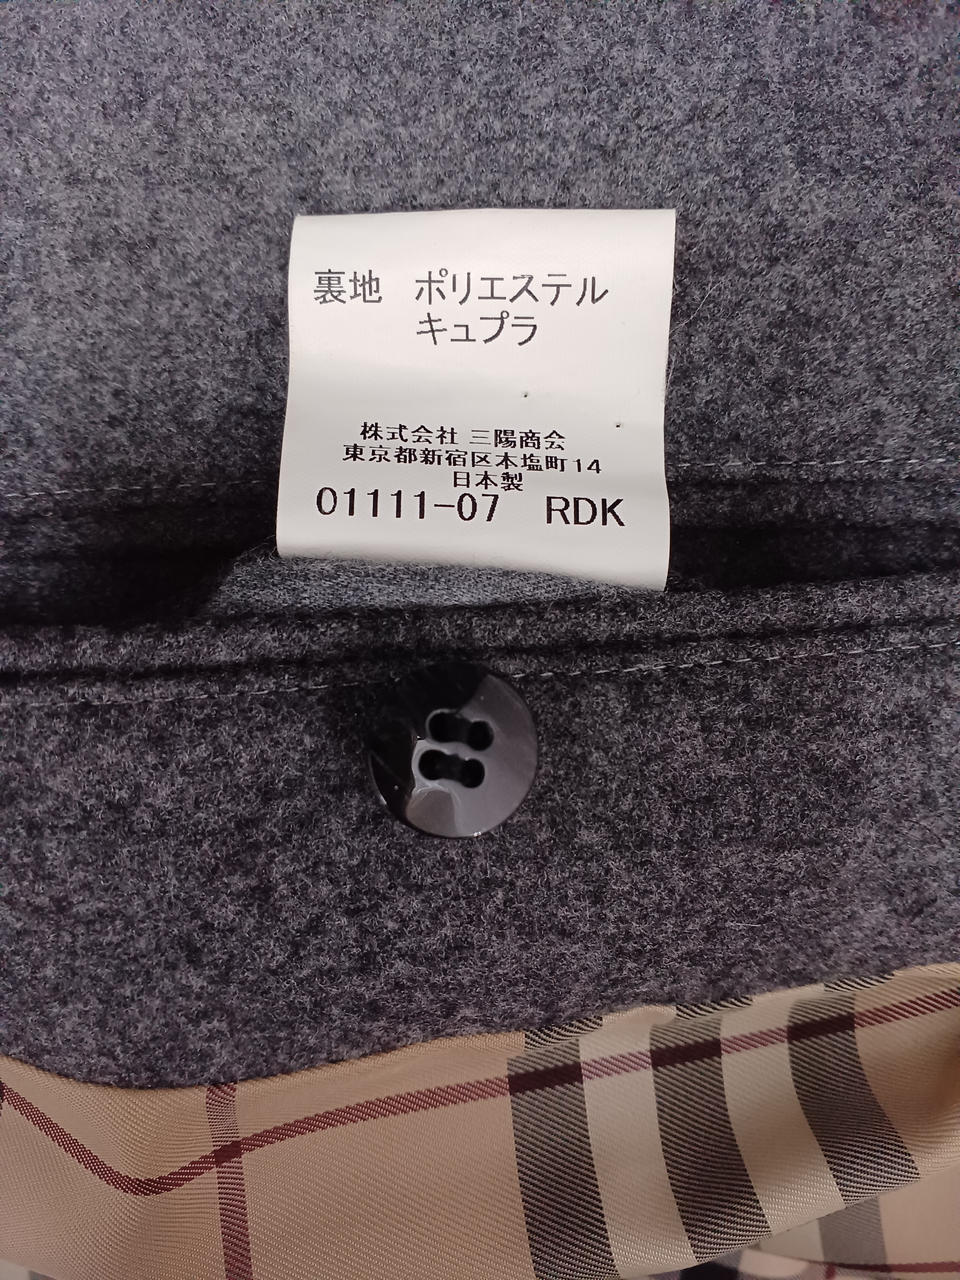 裏地　ポリエステル
キュプラ
株式会社 三陽商会
東京都新宿区本塩町14
日本製
01111-07　RDK